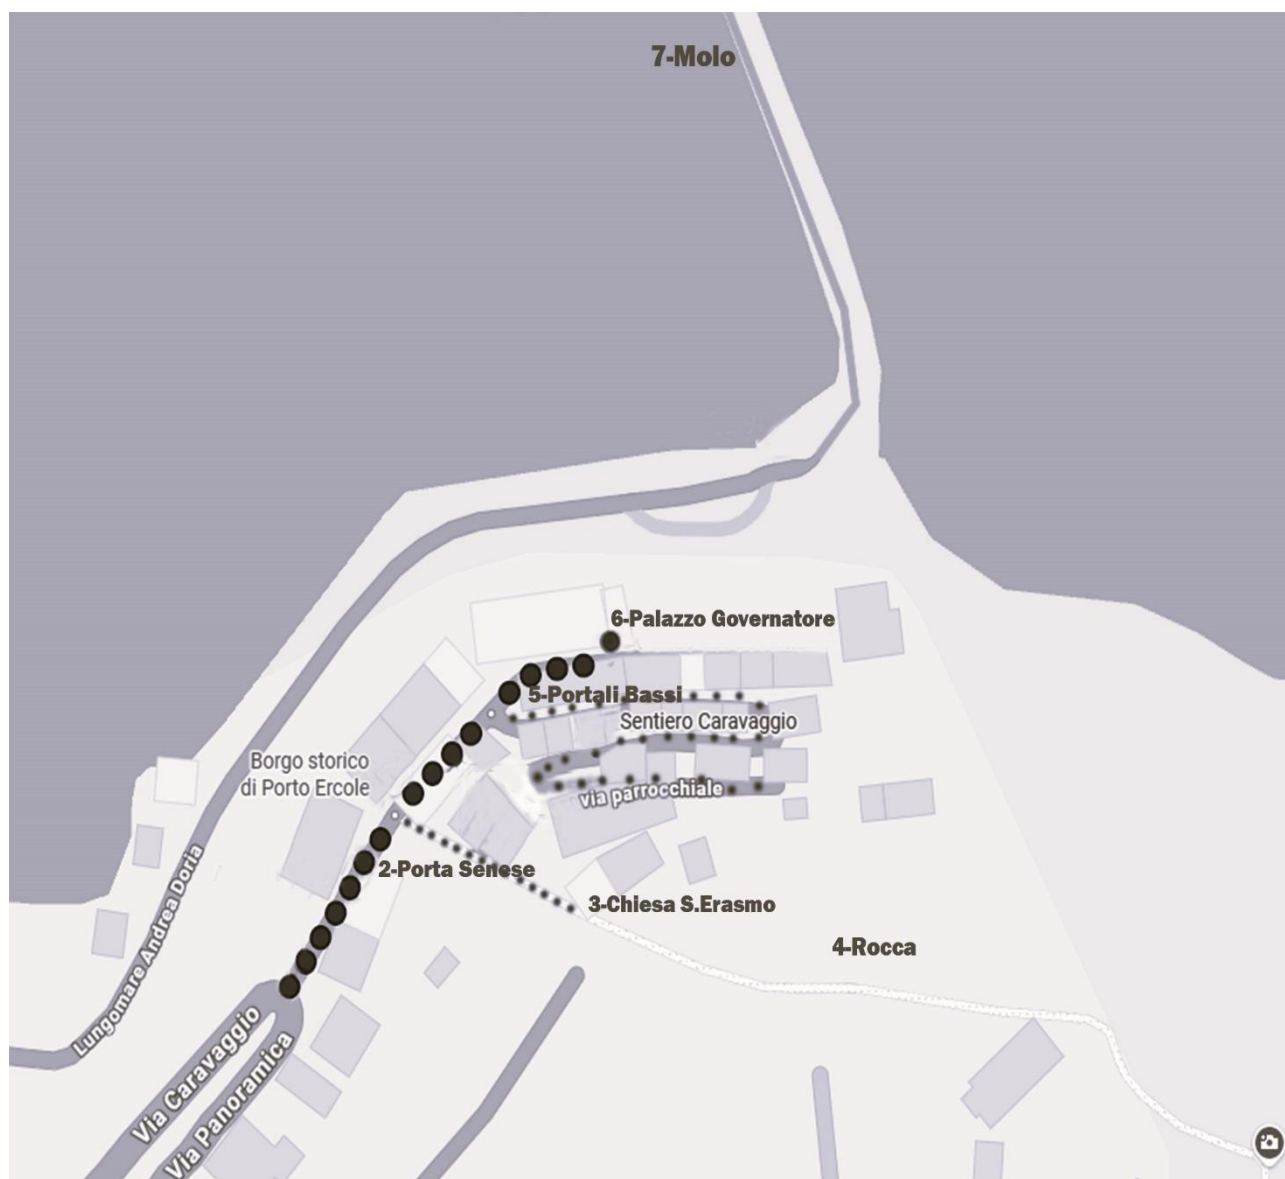 7-Molo
6-Palazzo Governatore
5-Portali Bassi
Sentiero Caravaggio
Borgo storico
di Porto Ercole
via parrocchiale
2-Porta Senese
3-Chiesa S.Erasmo
4-Rocca
Lungomare Andrea Doria
Via Caravaggio
Via Panoramica